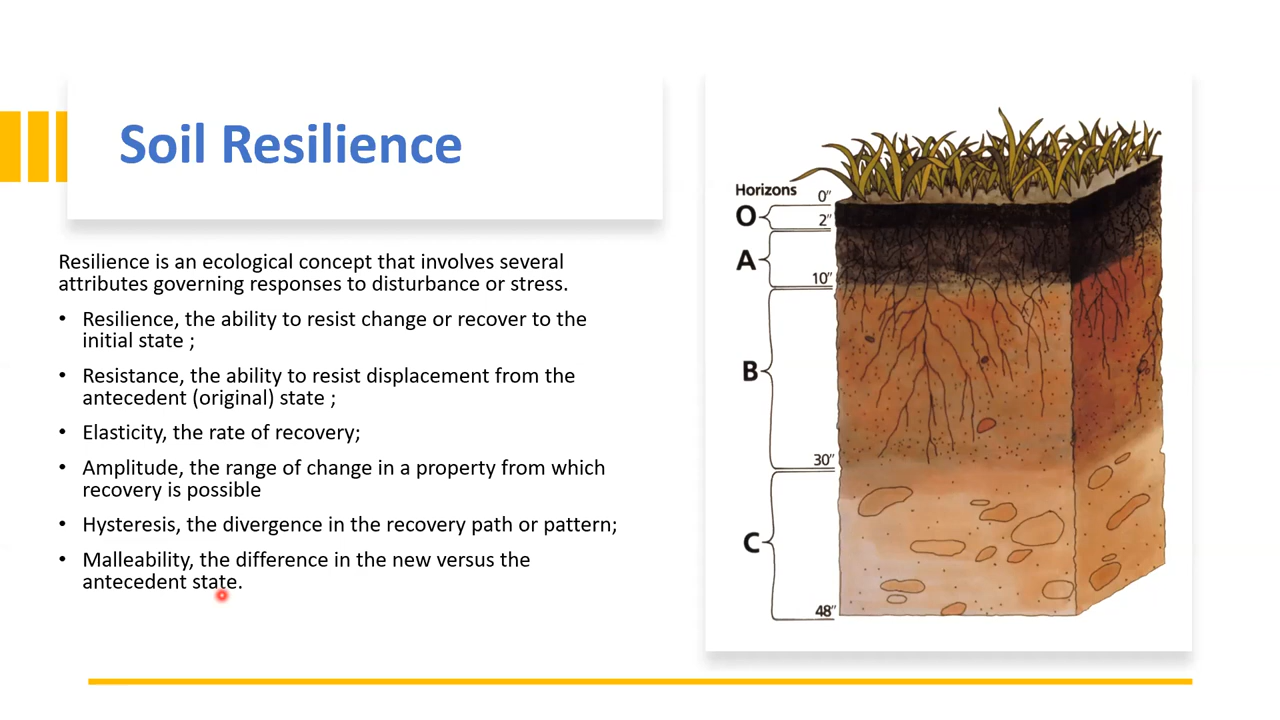 Soil Resilience
Resilience is an ecological concept that involves several
attributes governing responses to disturbance or stress.
• Resilience, the ability to resist change or recover to the
initial state ;
• Resistance, the ability to resist displacement from the
antecedent (original) state ;
• Elasticity, the rate of recovery;
• Amplitude, the range of change in a property from which
recovery is possible
• Hysteresis, the divergence in the recovery path or pattern;
• Malleability, the difference in the new versus the
antecedent state.
Horizons
0"
O
2"
A
10"
B
30"
C
48"